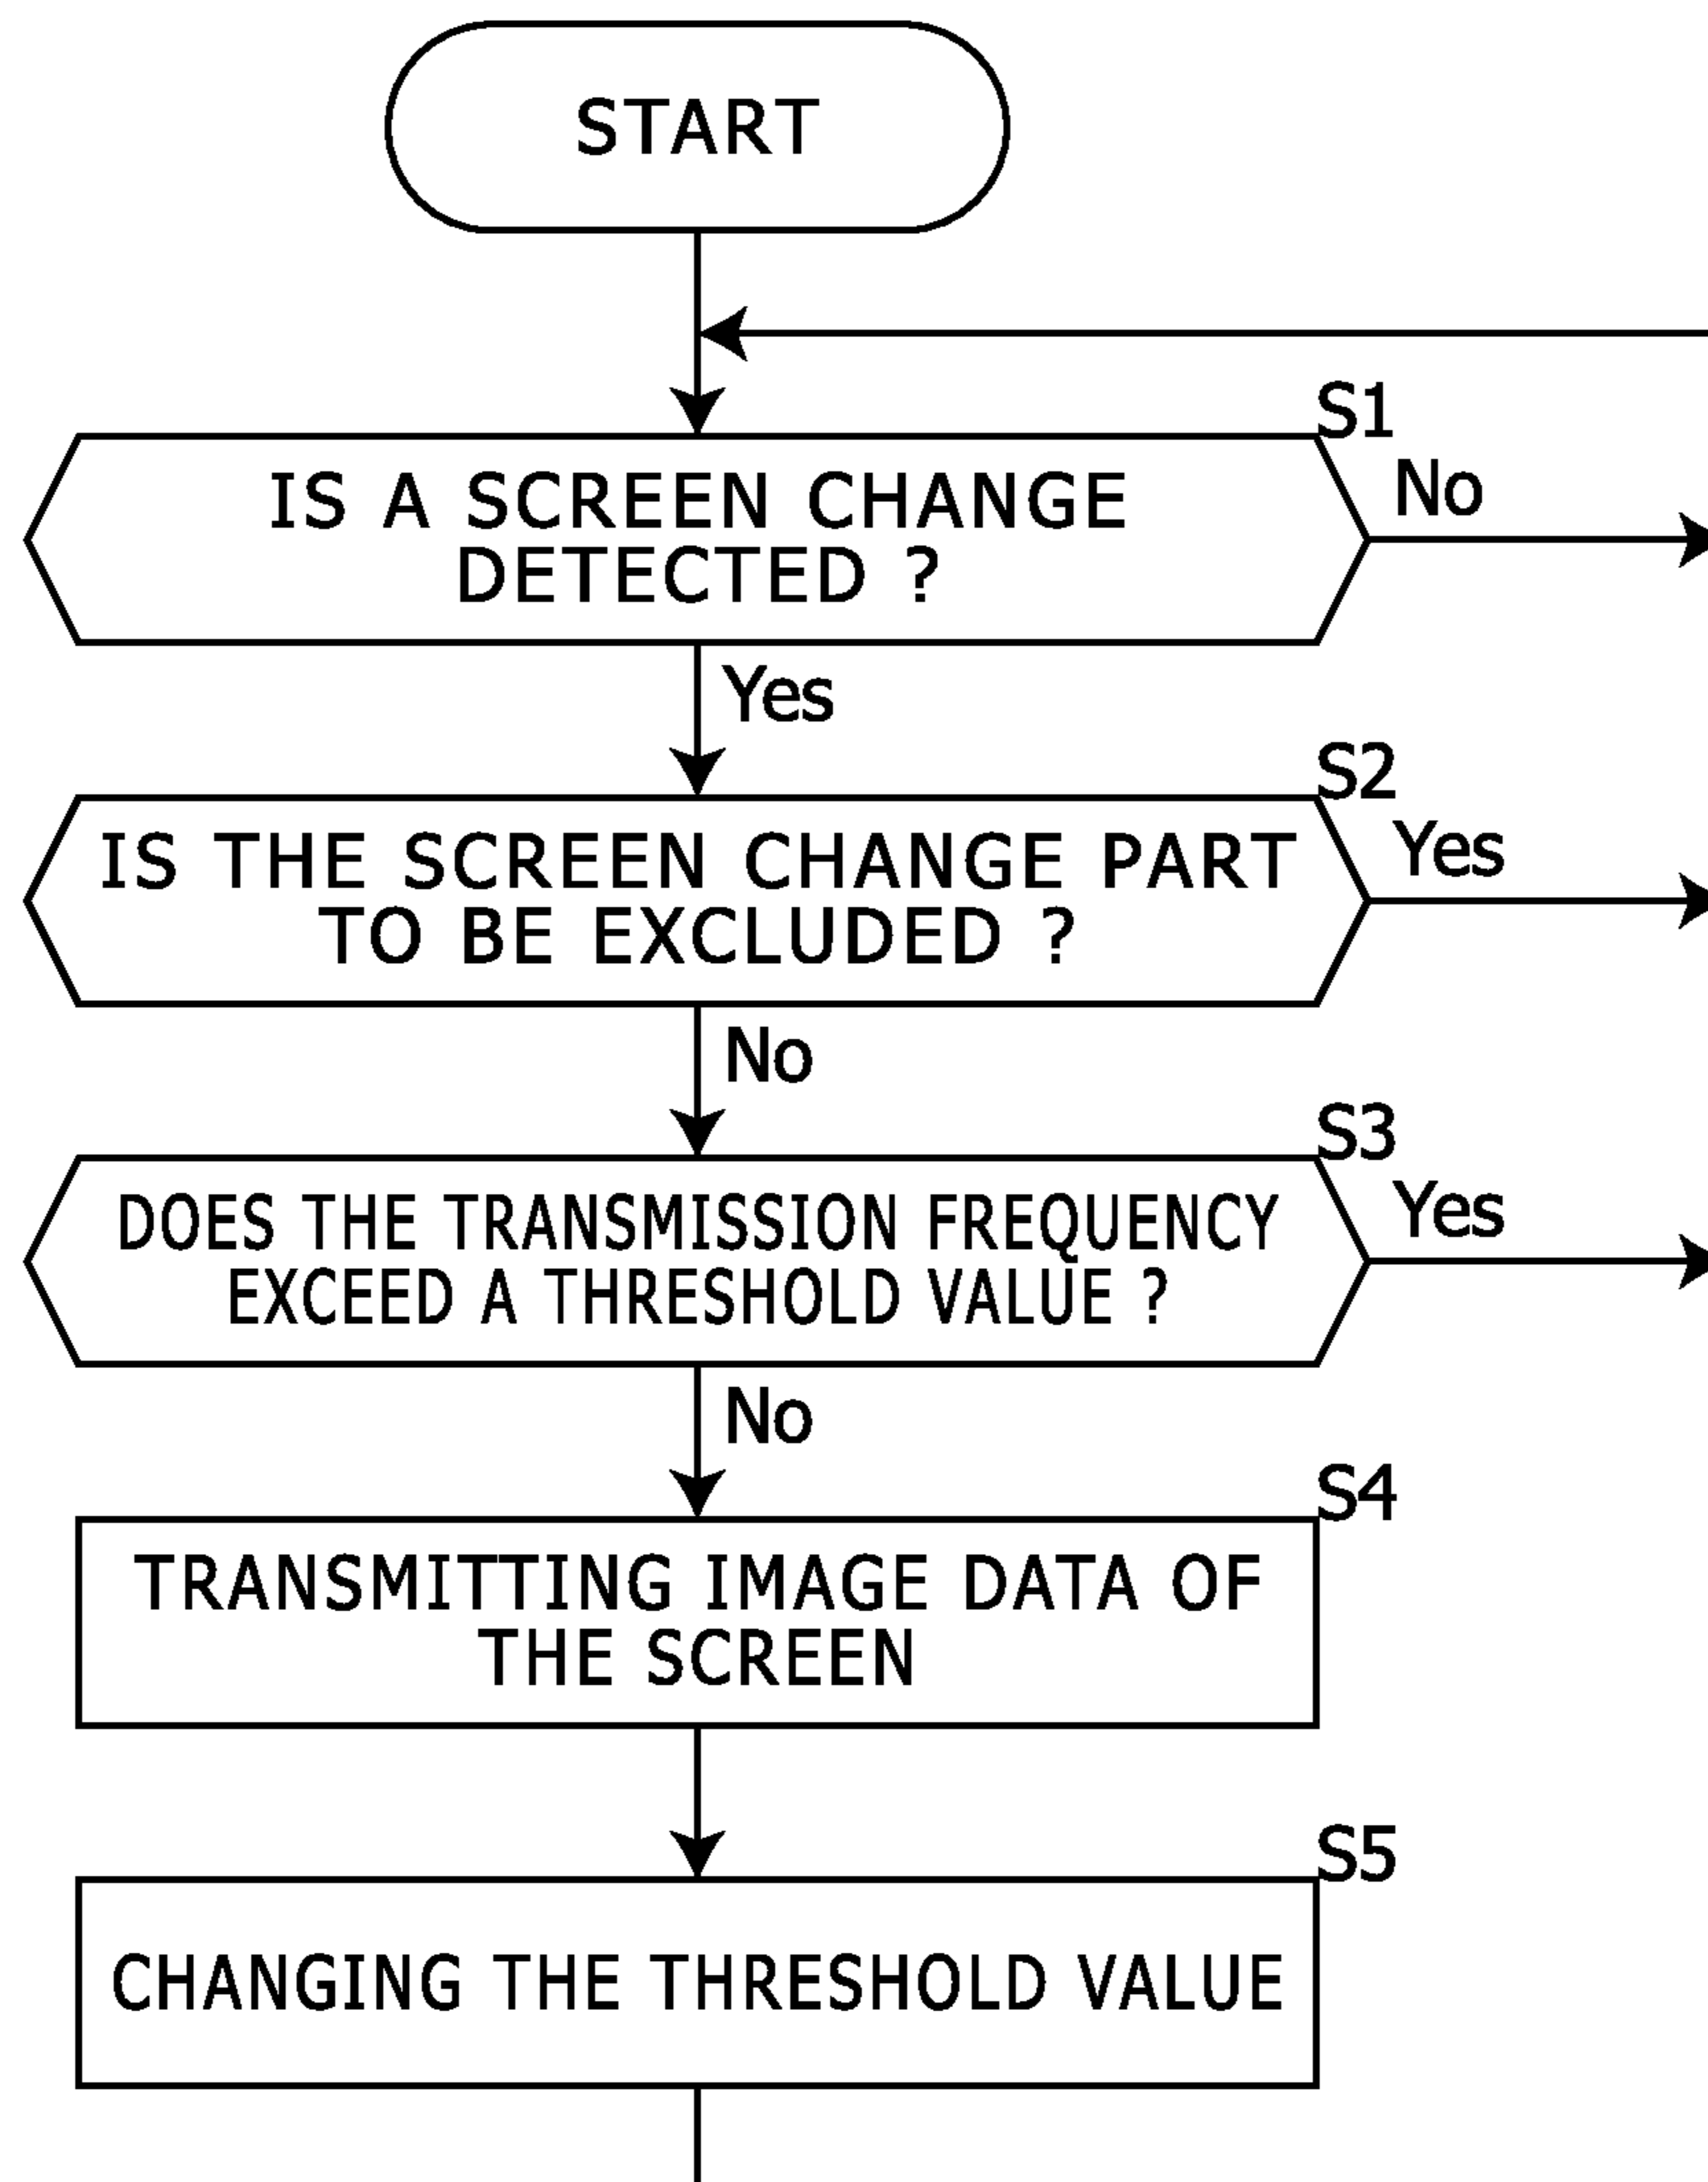 START
S1
IS A SCREEN CHANGE
DETECTED ?
No
Yes
S2
IS THE SCREEN CHANGE PART
TO BE EXCLUDED ?
Yes
No
S3
DOES THE TRANSMISSION FREQUENCY
EXCEED A THRESHOLD VALUE ?
Yes
No
S4
TRANSMITTING IMAGE DATA OF
THE SCREEN
S5
CHANGING THE THRESHOLD VALUE